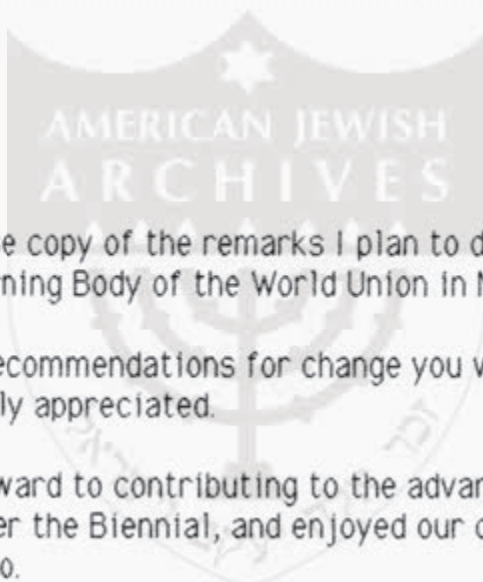 AMERICAN JEWISH
ARCHIVES
e copy of the remarks I plan to d
ning Body of the World Union in
ecommendations for change you
ly appreciated.
ward to contributing to the advan
er the Biennial, and enjoyed our
o.
זכר